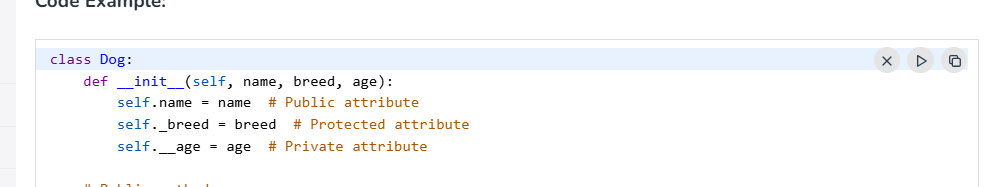 Code Example:
class Dog:
    def __init__(self, name, breed, age):
        self.name = name  # Public attribute
        self._breed = breed  # Protected attribute
        self.__age = age  # Private attribute